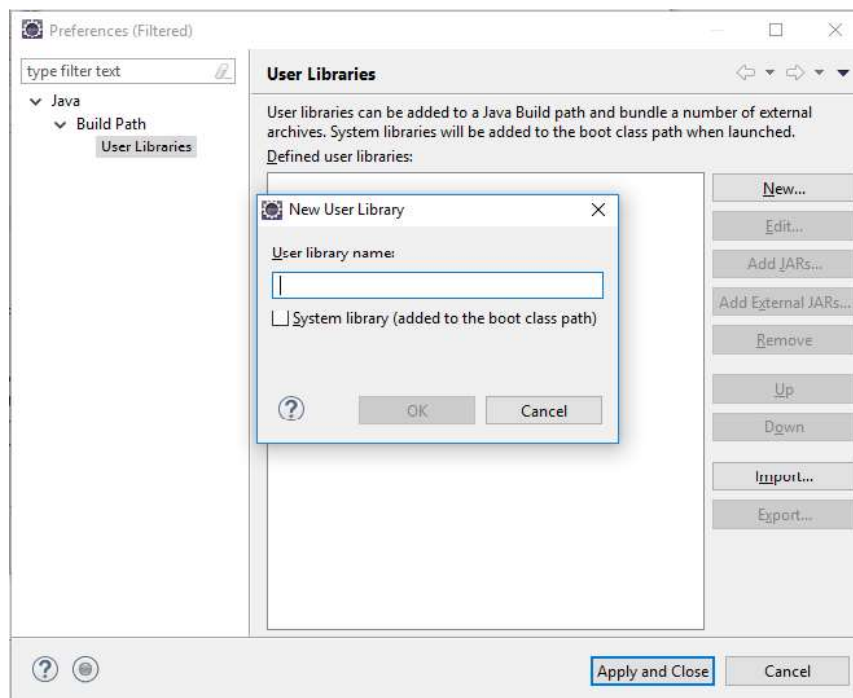 Preferences (Filtered)
type filter text
Java
Build Path
User Libraries
User Libraries
User libraries can be added to a Java Build path and bundle a number of external
archives. System libraries will be added to the boot class path when launched.
Defined user libraries:
New...
Edit...
Add JARs...
Add External JARs...
Remove
Up
Down
Import...
Export...
New User Library
User library name:
System library (added to the boot class path)
OK
Cancel
Apply and Close
Cancel